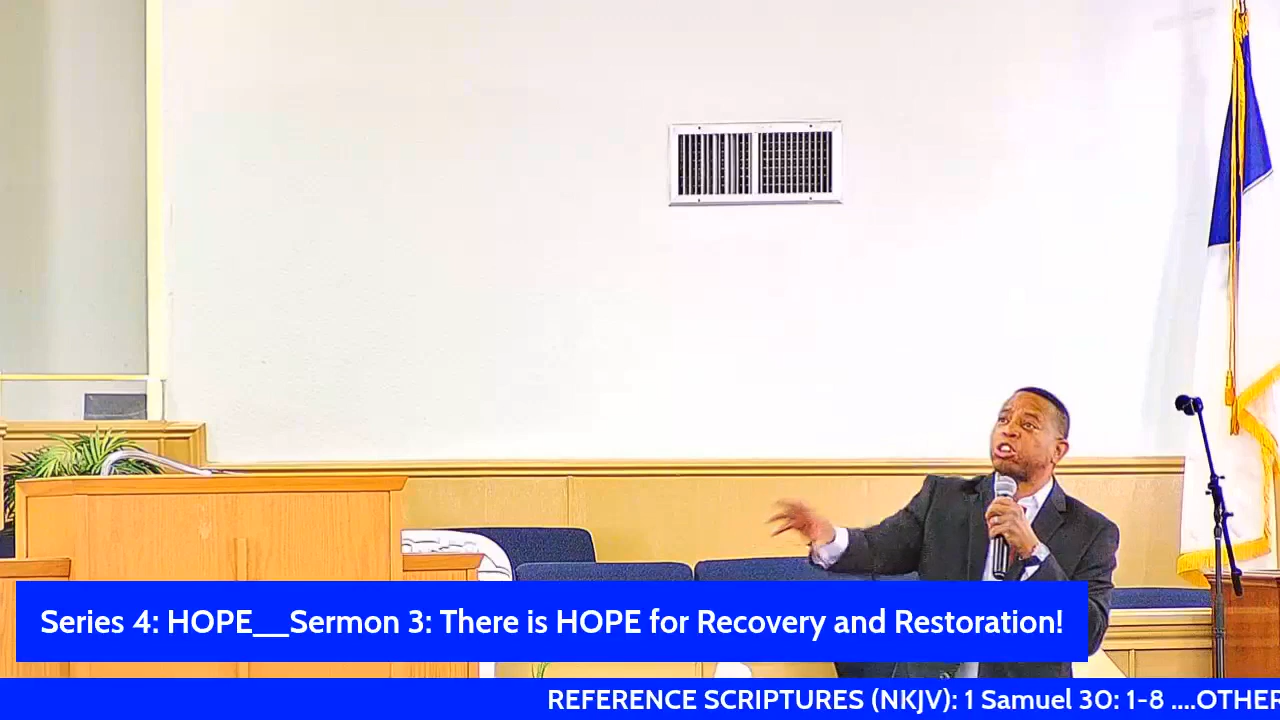 Series 4: HOPE__Sermon 3: There is HOPE for Recovery and Restoration!
REFERENCE SCRIPTURES (NKJV): 1 Samuel 30: 1-8 ....OTHER